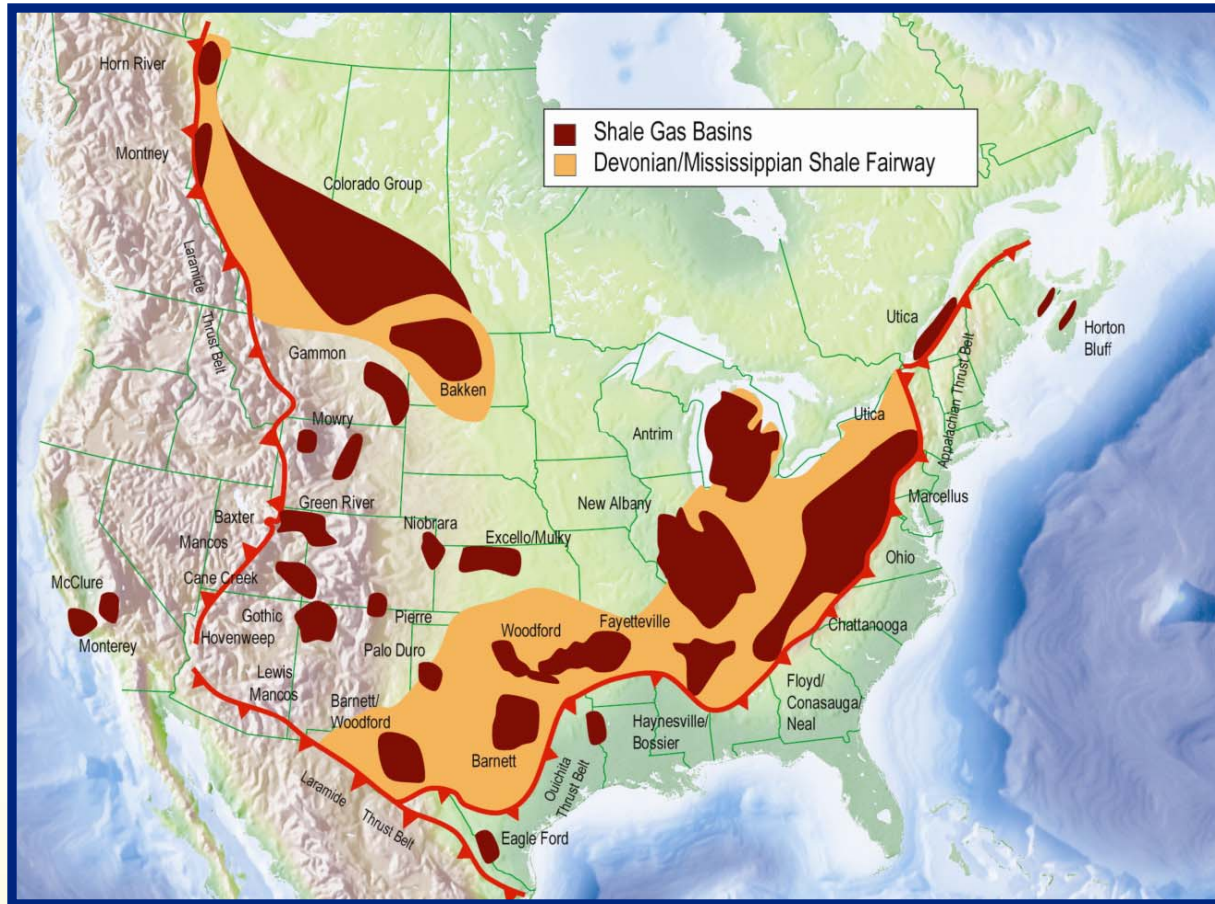 Shale Gas Basins
Devonian/Mississippian Shale Fairway
Horn River
Montney
Colorado Group
Laramide
Thrust Belt
Gammon
Bakken
Mowry
Green River
Baxter
Mancos
Niobrara
Excello/Mulky
Cane Creek
McClure
Monterey
Gothic
Hovenweep
Pierre
Palo Duro
Lewis
Mancos
Barnett/
Woodford
Woodford
Fayetteville
Barnett
Laramide
Thrust Belt
Ouichita
Thrust Belt
Eagle Ford
Haynesville/
Bossier
Floyd/
Conasauga/
Neal
Chattanooga
Ohio
Marcellus
Antrim
New Albany
Utica
Utica
Appalachian Thrust Belt
Horton
Bluff